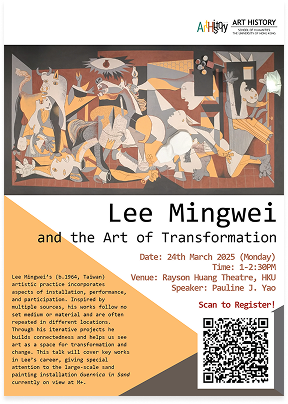 ArtHistory
ART HISTORY
SCHOOL OF HUMANITIES
THE UNIVERSITY OF HONG KONG
Lee Mingwei
and the Art of Transformation
Date: 24th March 2025 (Monday)
Time: 1-2:30PM
Venue: Rayson Huang Theatre, HKU
Speaker: Pauline J. Yao
Scan to Register!
Lee Mingwei's (b.1964, Taiwan)
artistic practice incorporates
aspects of installation, performance,
and participation. Inspired by
multiple sources, his works follow no
set medium or material and are often
repeated in different locations.
Through its iterative projects he
builds connectedness and helps us see
art as a space for transformation and
change. This talk will cover key works
in Lee's career, giving special
attention to the large-scale sand
painting installation Guernica in Sand
currently on view at M+.